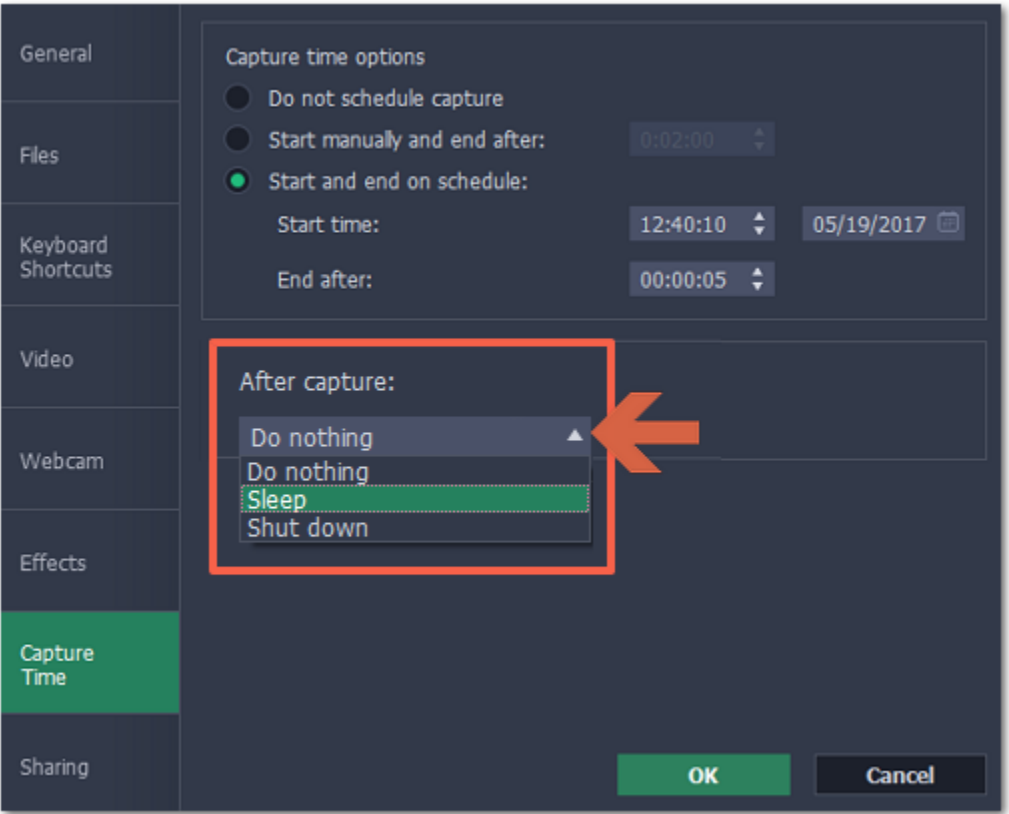 General
Files
Keyboard
Shortcuts
Video
Webcam
Effects
Capture
Time
Sharing
Capture time options
Do not schedule capture
Start manually and end after: 0:02:00
Start and end on schedule:
Start time: 12:40:10 05/19/2017
End after: 00:00:05
After capture:
Do nothing
Do nothing
Sleep
Shut down
OK Cancel